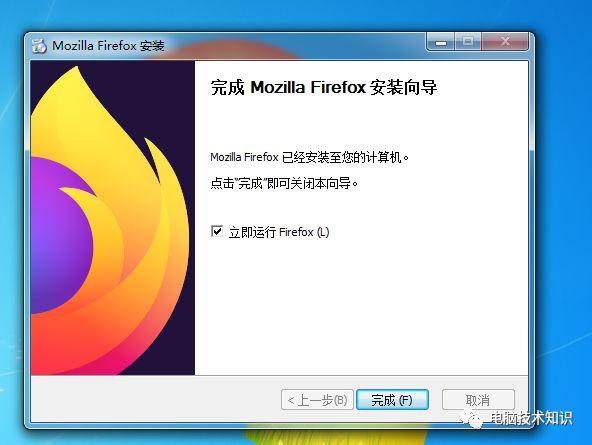 Mozilla Firefox 安装
完成 Mozilla Firefox 安装向导
Mozilla Firefox 已经安装至您的计算机。
点击“完成”即可关闭本向导。
立即运行 Firefox (L)
< 上一步(B) 完成 (F) 取消
电脑技术知识